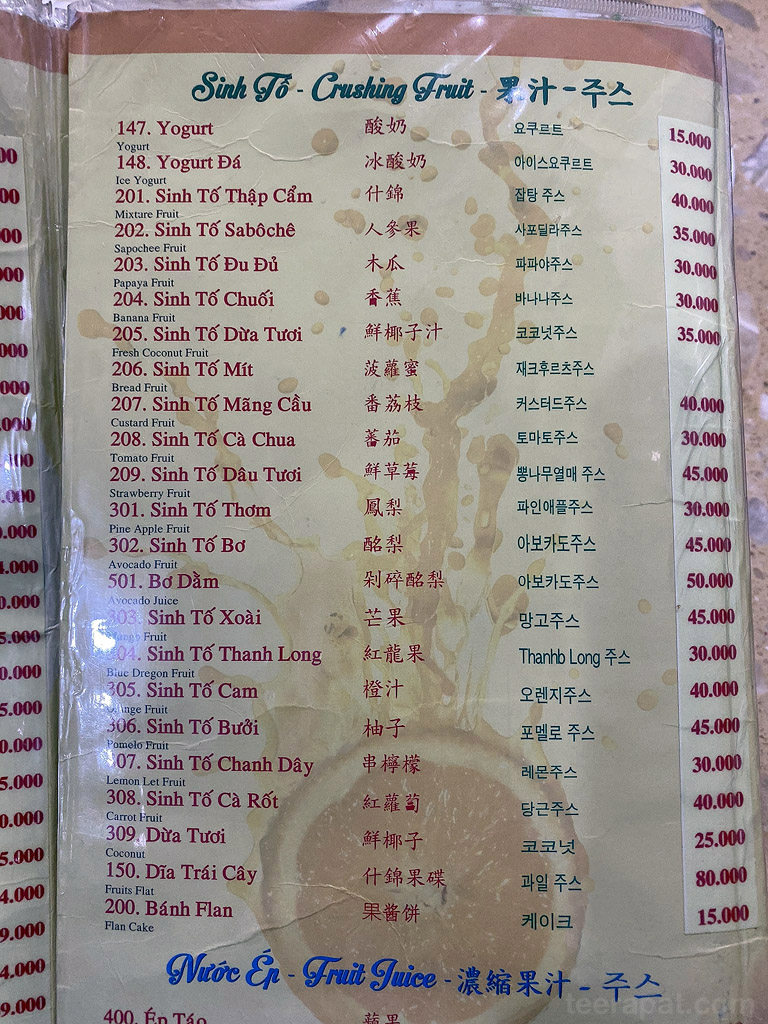 Sinh Tố - Crushing Fruit - 果汁 - 주스
147. Yogurt 酸奶 요쿠르트 15.000
Yogurt
148. Yogurt Đá 冰酸奶 아이스요쿠르트 30.000
Ice Yogurt
201. Sinh Tố Thập Cẩm 什錦 잡탕 주스 40.000
Mixture Fruit
202. Sinh Tố Sabôchê 人參果 사포딜라주스 35.000
Sapochee Fruit
203. Sinh Tố Đu Đủ 木瓜 파파야주스 30.000
Papaya Fruit
204. Sinh Tố Chuối 香蕉 바나나주스 30.000
Banana Fruit
205. Sinh Tố Dừa Tươi 鮮椰子汁 코코넛주스 35.000
Fresh Coconut Fruit
206. Sinh Tố Mít 菠蘿蜜 재크후르츠주스
Bread Fruit
207. Sinh Tố Mãng Cầu 番荔枝 커스터드주스 40.000
Custard Fruit
208. Sinh Tố Cà Chua 蕃茄 토마토주스 30.000
Tomato Fruit
209. Sinh Tố Dâu Tươi 鮮草莓 뽕나무열매 주스 45.000
Strawberry Fruit
301. Sinh Tố Thơm 鳳梨 파인애플주스 30.000
Pine Apple Fruit
302. Sinh Tố Bơ 酩梨 아보카도주스 45.000
Avocado Fruit
501. Bơ Dằm 剁碎酩梨 아보카도주스 50.000
Avocado Juice
303. Sinh Tố Xoài 芒果 망고주스 45.000
Mango Fruit
304. Sinh Tố Thanh Long 紅龍果 Thanhb Long 주스 30.000
Blue Dregon Fruit
305. Sinh Tố Cam 橙汁 오렌지주스 40.000
Orange Fruit
306. Sinh Tố Bưởi 柚子 포멜로 주스 45.000
Pomelo Fruit
307. Sinh Tố Chanh Dây 串檸檬 레몬주스 30.000
Lemon Let Fruit
308. Sinh Tố Cà Rốt 紅蘿蔔 당근주스 40.000
Carrot Fruit
309. Dừa Tươi 鮮椰子 코코넛 25.000
Coconut
150. Dĩa Trái Cây 什錦果碟 과일 주스 80.000
Fruits Flat
200. Bánh Flan 果醬餅 케이크 15.000
Flan Cake
Nước Ép - Fruit Juice - 濃縮果汁 - 주스
400. Ép Táo 蘋果
teerapat.com